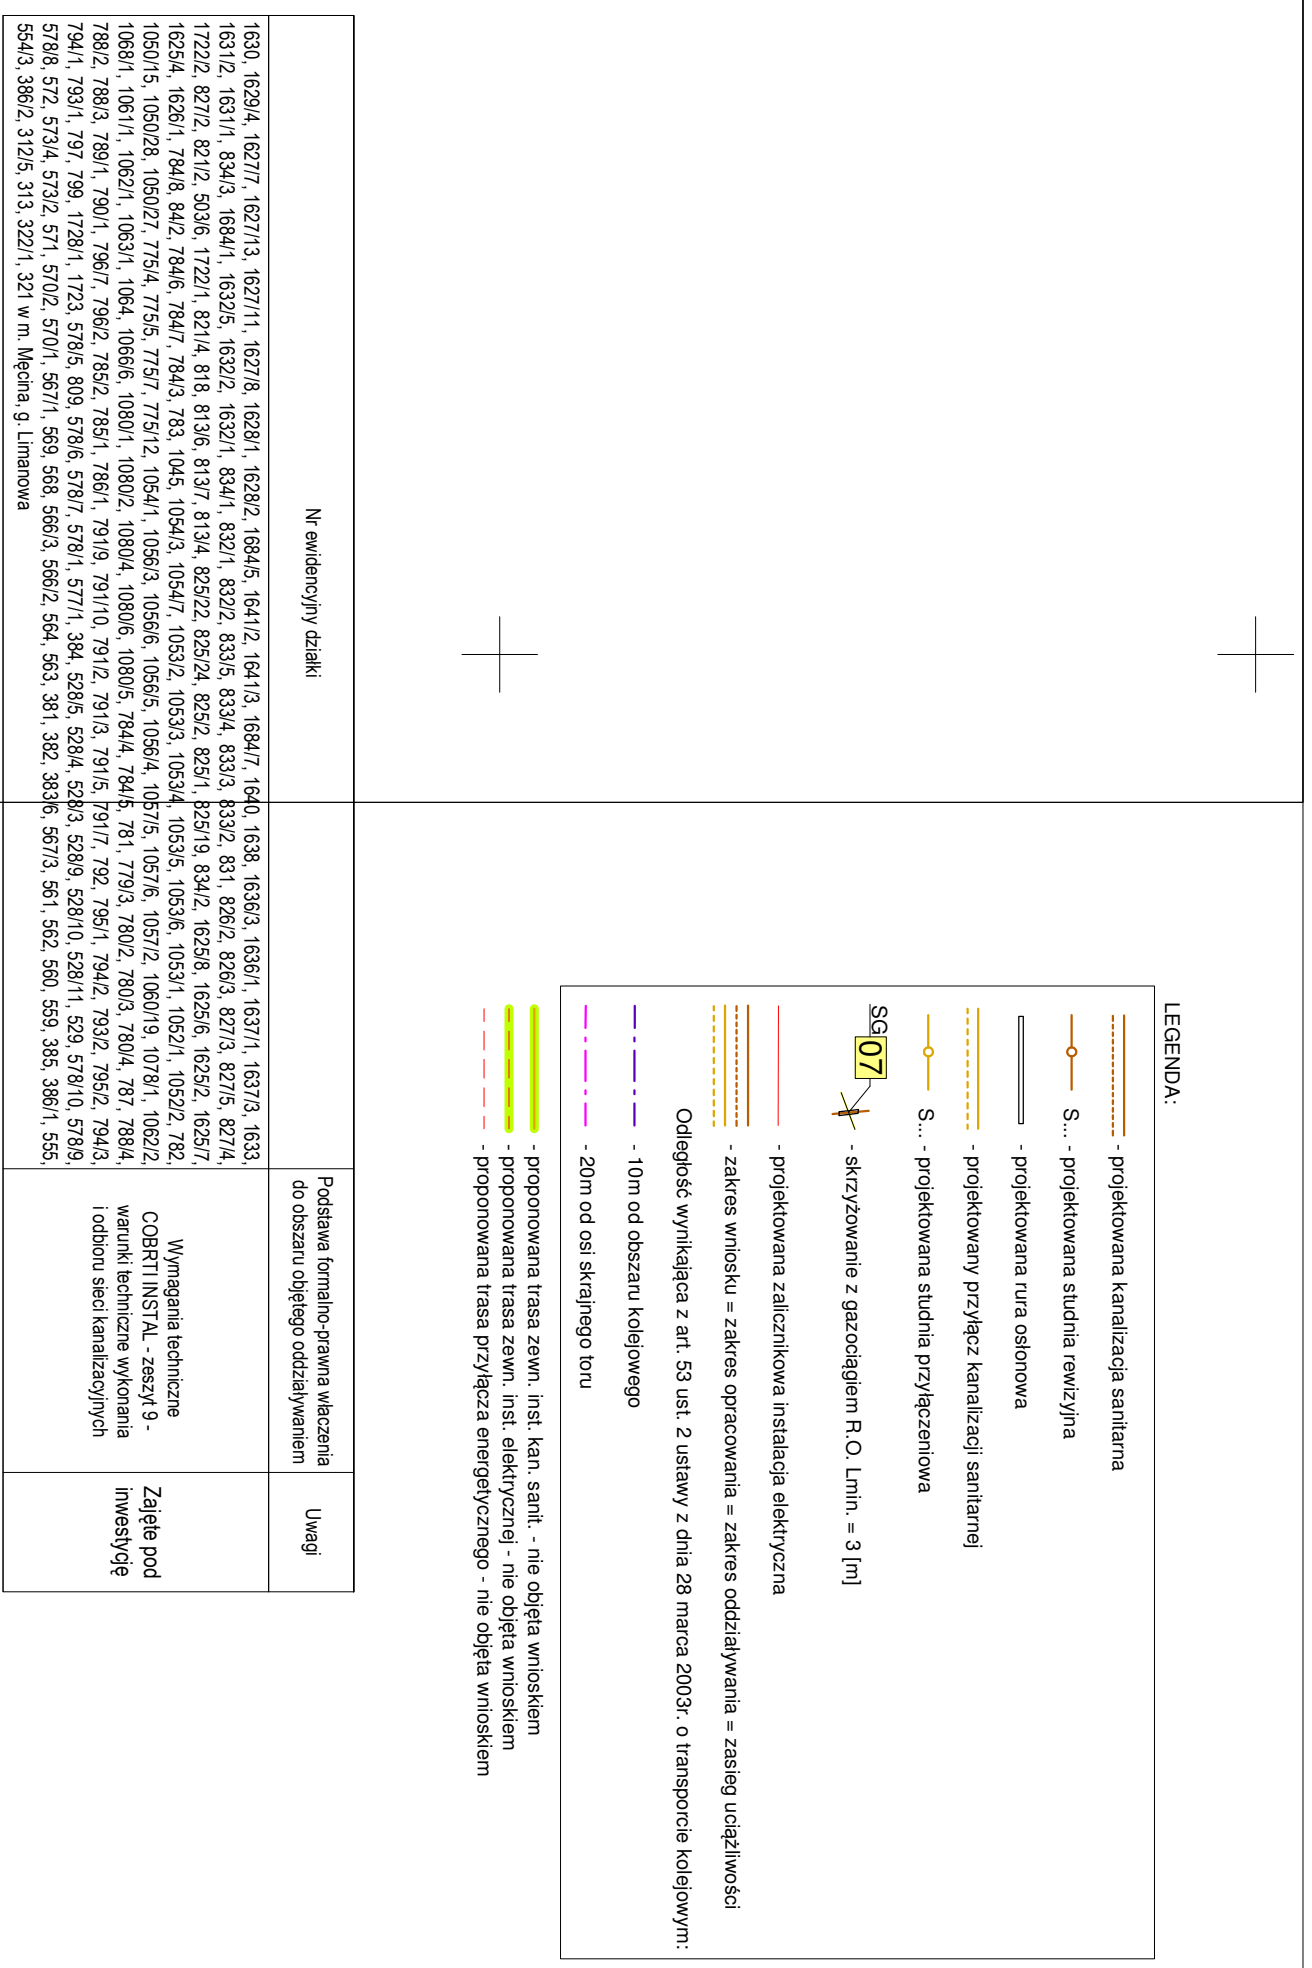 LEGENDA:
- projektowana kanalizacja sanitarna
S... - projektowana studnia rewizyjna
- projektowana rura osłonowa
- projektowany przyłącz kanalizacji sanitarnej
S... - projektowana studnia przyłączeniowa
SG 07 - skrzyżowanie z gazociągiem R.O. Lmin. = 3 [m]
- projektowana zalicznikowa instalacja elektryczna
- zakres wniosku = zakres opracowania = zakres oddziaływania = zasieg uciążliwości
Odległość wynikająca z art. 53 ust. 2 ustawy z dnia 28 marca 2003r. o transporcie kolejowym:
- 10m od obszaru kolejowego
- 20m od osi skrajnego toru
- proponowana trasa zewn. inst. kan. sanit. - nie objęta wnioskiem
- proponowana trasa zewn. inst. elektrycznej - nie objęta wnioskiem
- proponowana trasa przyłącza energetycznego - nie objęta wnioskiem
Nr ewidencyjny działki
Podstawa formalno-prawna włączenia
do obszaru objętego oddziaływaniem
Uwagi
1630, 1629/4, 1627/7, 1627/13, 1627/11, 1627/8, 1628/1, 1628/2, 1684/5, 1641/2, 1641/3, 1684/7, 1640, 1638, 1636/3, 1636/1, 1637/1, 1637/3, 1633,
1631/2, 1631/1, 834/3, 1684/1, 1632/5, 1632/2, 1632/1, 834/1, 832/1, 832/2, 833/5, 833/4, 833/3, 833/2, 831, 826/2, 826/3, 827/3, 827/5, 827/4,
1722/2, 827/2, 821/2, 503/6, 1722/1, 821/4, 818, 813/6, 813/7, 813/4, 825/22, 825/24, 825/2, 825/1, 825/19, 834/2, 1625/8, 1625/6, 1625/2, 1625/7,
1625/4, 1626/1, 784/8, 84/2, 784/6, 784/7, 784/3, 783, 1045, 1054/3, 1054/7, 1053/2, 1053/3, 1053/4, 1053/5, 1053/6, 1053/1, 1052/1, 1052/2, 782,
1050/15, 1050/28, 1050/27, 775/4, 775/5, 775/7, 775/12, 1054/1, 1056/3, 1056/6, 1056/5, 1056/4, 1057/5, 1057/6, 1057/2, 1060/19, 1078/1, 1062/2,
1068/1, 1061/1, 1062/1, 1063/1, 1064, 1066/6, 1080/1, 1080/2, 1080/4, 1080/6, 1080/5, 784/4, 784/5, 781, 779/3, 780/2, 780/3, 780/4, 787, 788/4,
788/2, 788/3, 789/1, 790/1, 796/7, 796/2, 785/2, 785/1, 786/1, 791/9, 791/10, 791/2, 791/3, 791/5, 791/7, 792, 795/1, 794/2, 793/2, 795/2, 794/3,
794/1, 793/1, 797, 799, 1728/1, 1723, 578/5, 809, 578/6, 578/7, 578/1, 577/1, 384, 528/5, 528/4, 528/3, 528/9, 528/10, 528/11, 529, 578/10, 578/9,
578/8, 572, 573/4, 573/2, 571, 570/2, 570/1, 567/1, 569, 568, 566/3, 566/2, 564, 563, 381, 382, 383/6, 567/3, 561, 562, 560, 559, 385, 386/1, 555,
554/3, 386/2, 312/5, 313, 322/1, 321 w m. Męcina, g. Limanowa
Wymagania techniczne
COBRTI INSTAL - zeszyt 9 -
warunki techniczne wykonania
i odbioru sieci kanalizacyjnych
Zajęte pod
inwestycję